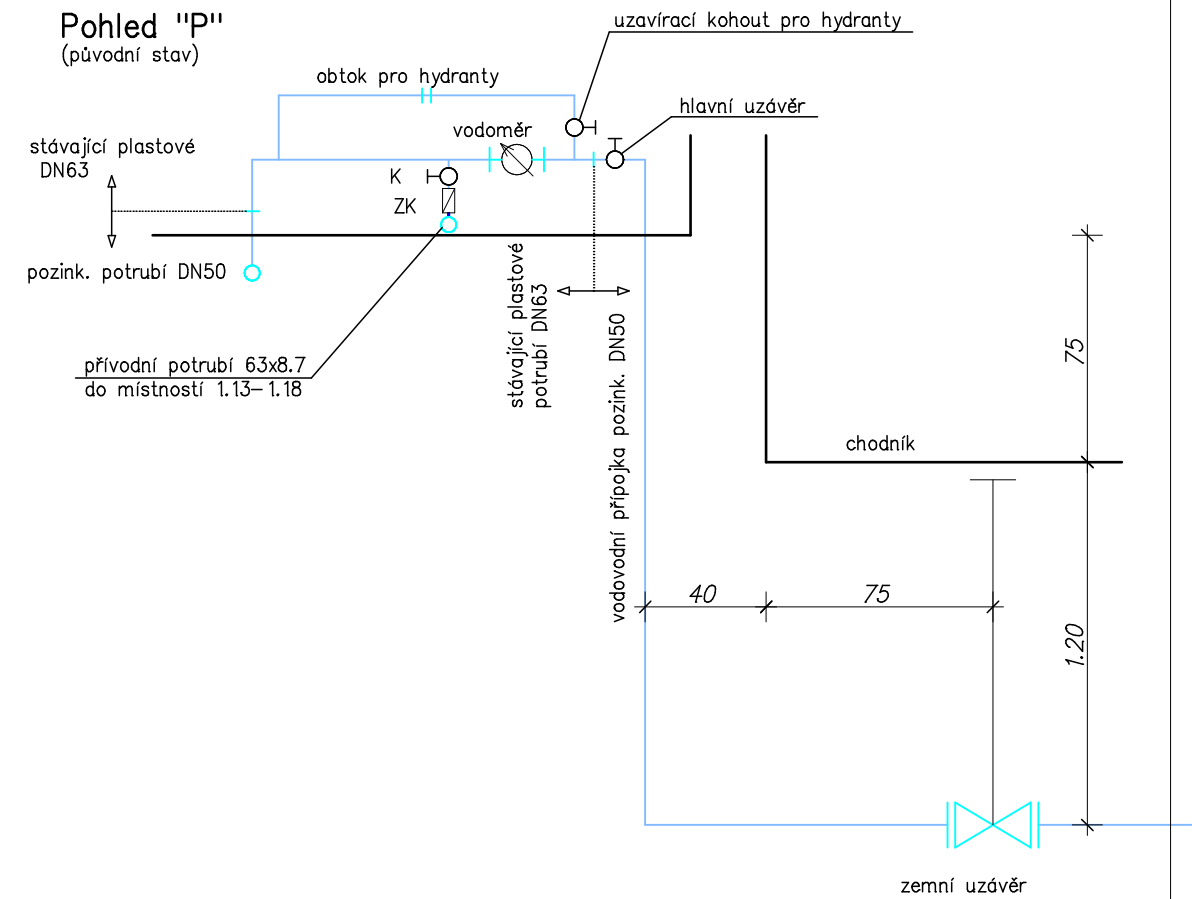 Pohled "P"
(původní stav)
uzavírací kohout pro hydranty
obtok pro hydranty
hlavní uzávěr
vodoměr
stávající plastové
DN63
K
ZK
pozink. potrubí DN50
přívodní potrubí 63x8.7
do místností 1.13–1.18
stávající plastové
potrubí DN63
vodovodní přípojka pozink. DN50
75
chodník
40
75
1.20
zemní uzávěr